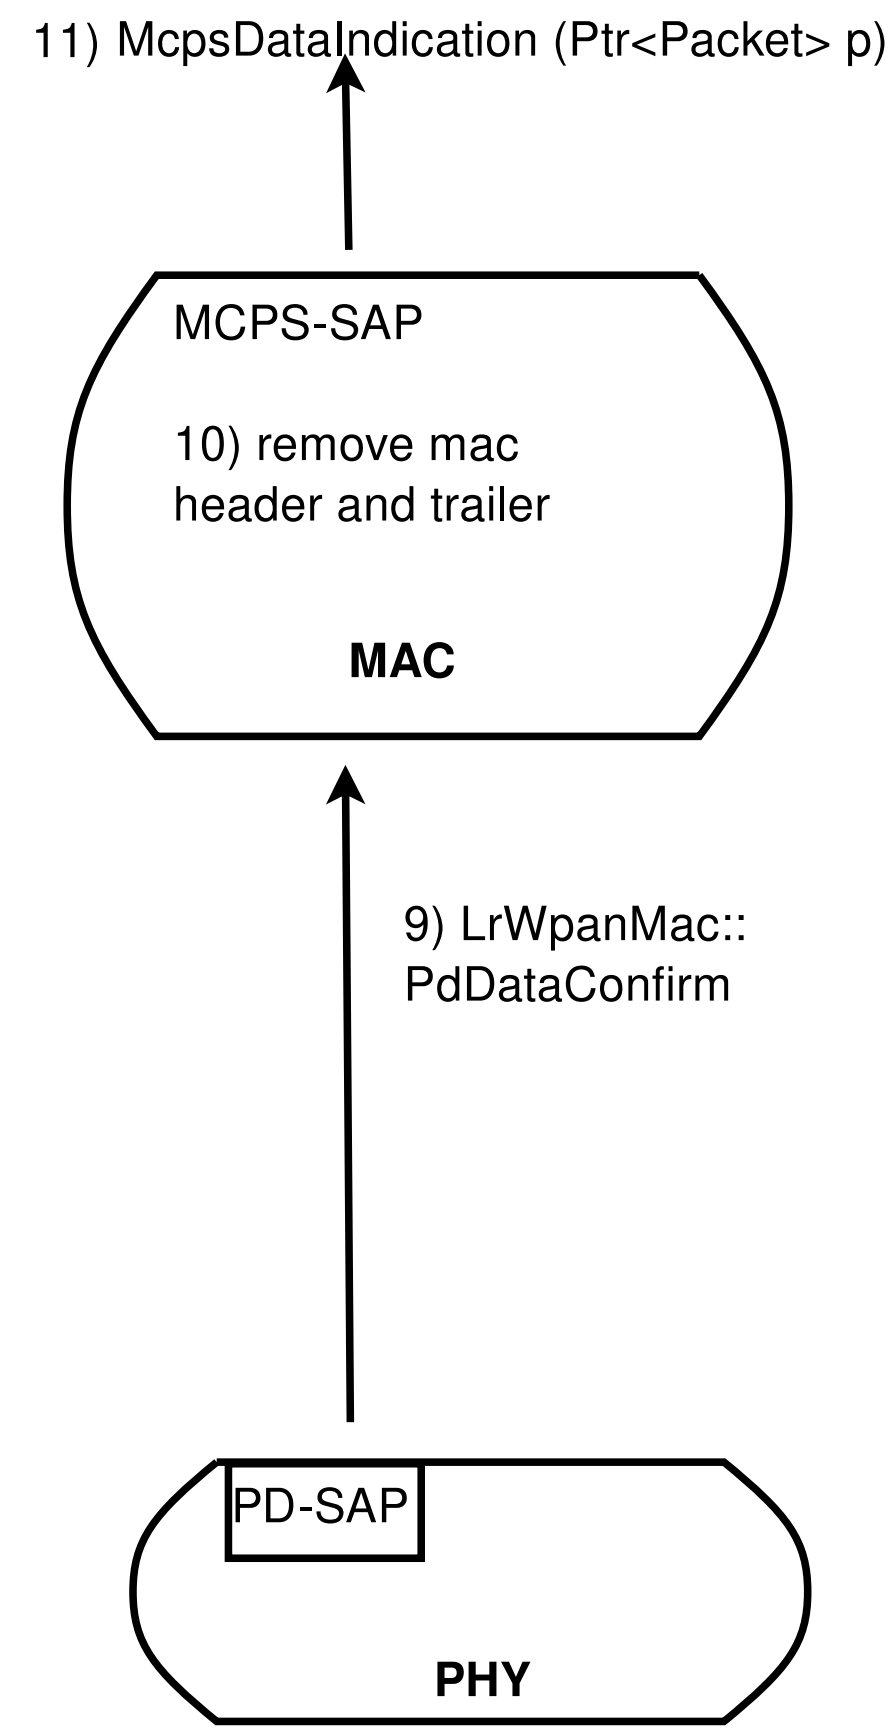 11) McpsDataIndication (Ptr<Packet> p)
MCPS-SAP
10) remove mac
header and trailer
MAC
9) LrWpanMac::
PdDataConfirm
PD-SAP
PHY